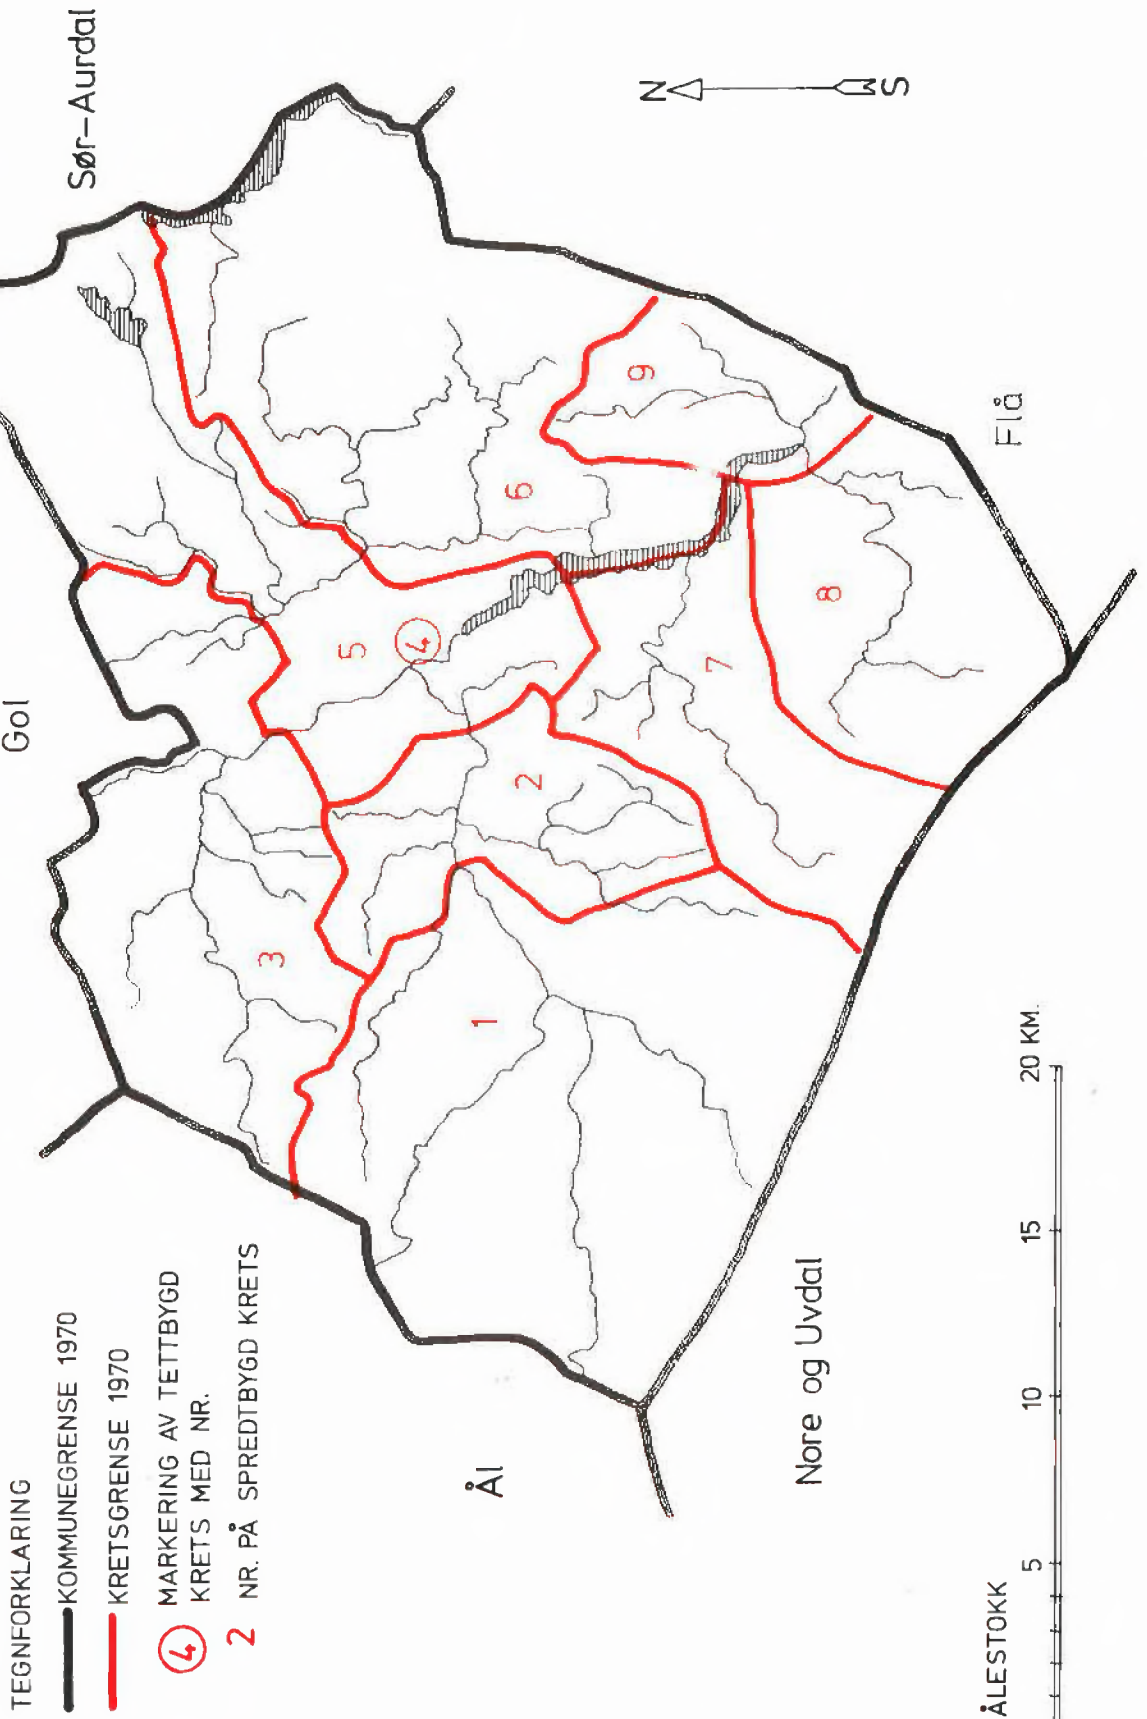 TEGNFORKLARING
KOMMUNEGRENSE 1970
KRETSGRENSE 1970
4 MARKERING AV TETTBYGD
KRETS MED NR.
2 NR. PÅ SPREDTBYGD KRETS
Gol
Sør-Aurdal
N
S
Ål
Nore og Uvdal
Flå
1
2
3
4
5
6
7
8
9
ÅLESTOKK
5
10
15
20 KM.